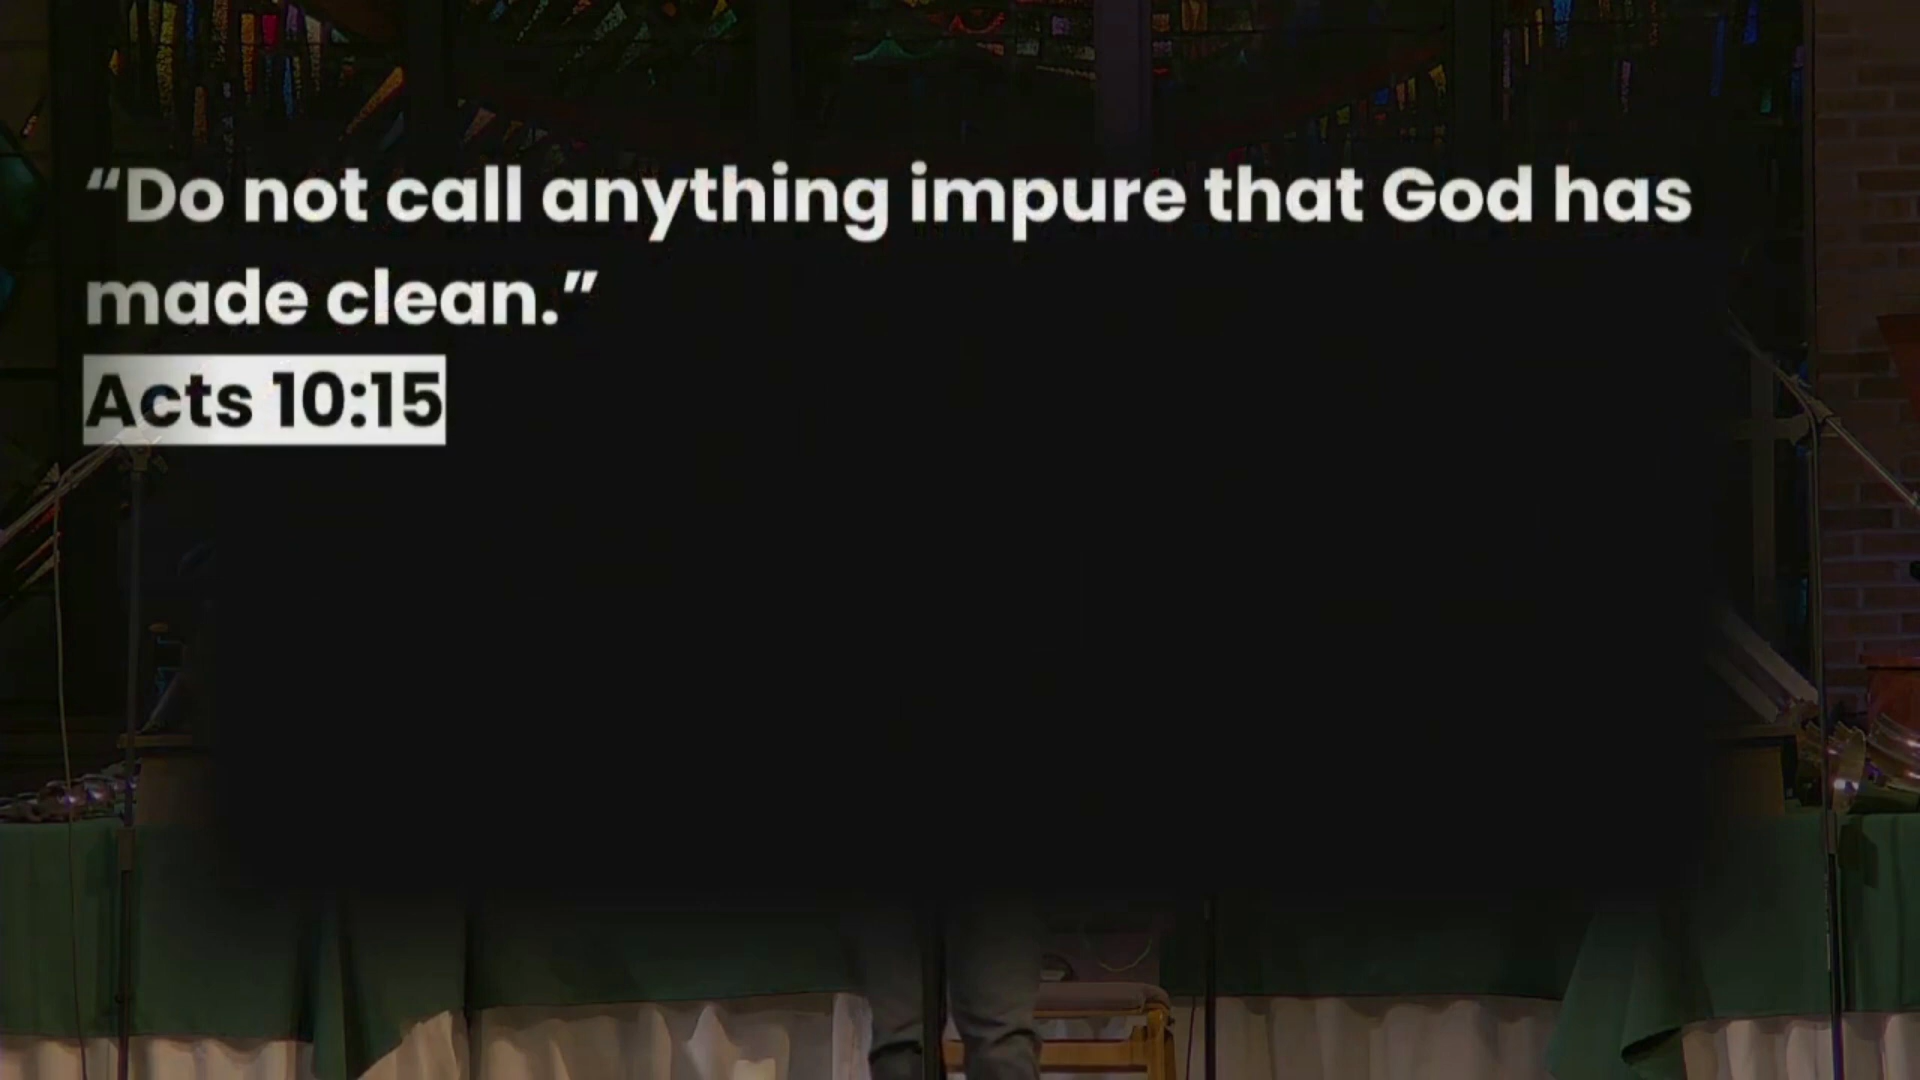 “Do not call anything impure that God has
made clean.”
Acts 10:15